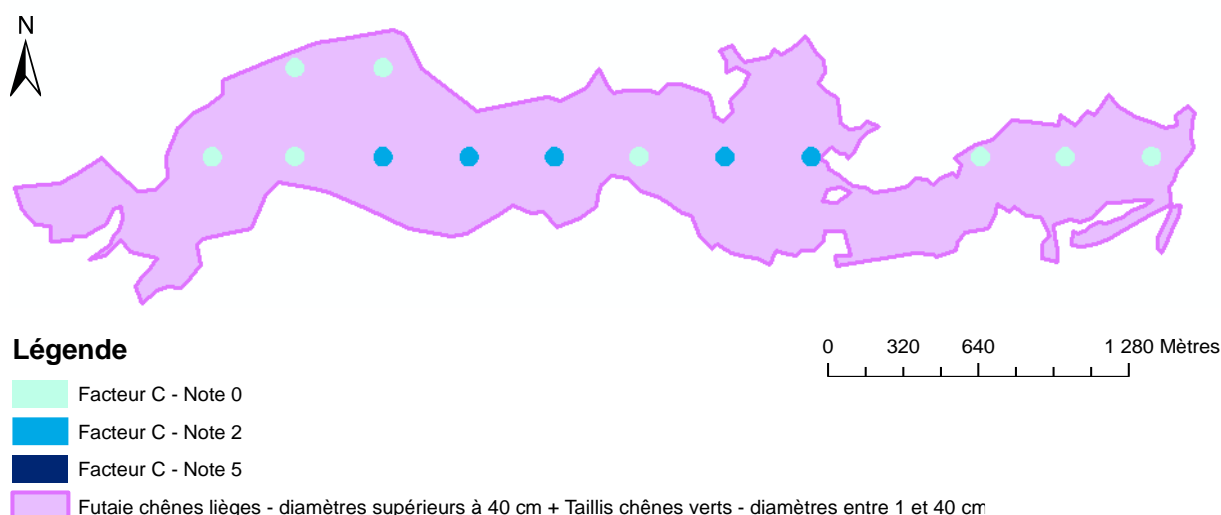 N
Légende
0 320 640 1 280 Mètres
Facteur C - Note 0
Facteur C - Note 2
Facteur C - Note 5
Futaie chênes lièges - diamètres supérieurs à 40 cm + Taillis chênes verts - diamètres entre 1 et 40 cm